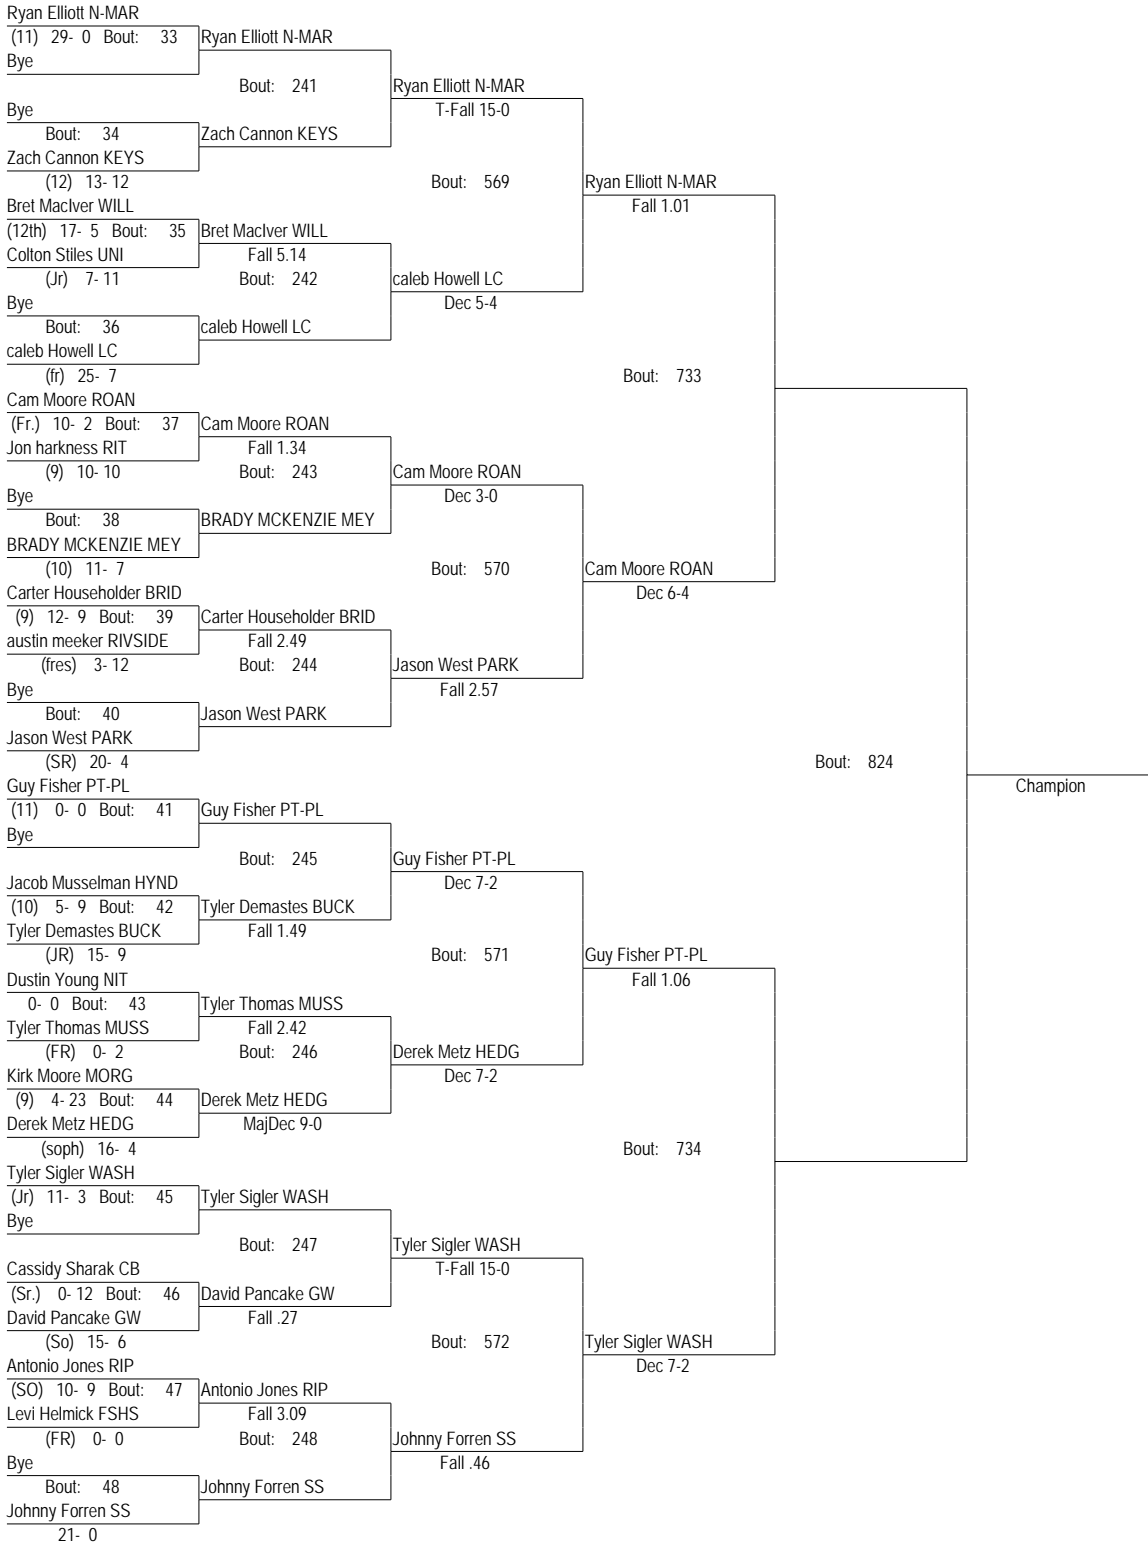 Ryan Elliott N-MAR
(11) 29- 0 Bout: 33 Ryan Elliott N-MAR
Bye
Bout: 241 Ryan Elliott N-MAR
Bye T-Fall 15-0
Bout: 34 Zach Cannon KEYS
Zach Cannon KEYS
(12) 13- 12 Bout: 569 Ryan Elliott N-MAR
Bret MacIver WILL Fall 1.01
(12th) 17- 5 Bout: 35 Bret MacIver WILL
Colton Stiles UNI Fall 5.14
(Jr) 7- 11 Bout: 242 caleb Howell LC
Bye Dec 5-4
Bout: 36 caleb Howell LC
caleb Howell LC
(fr) 25- 7 Bout: 733
Cam Moore ROAN
(Fr.) 10- 2 Bout: 37 Cam Moore ROAN
Jon harkness RIT Fall 1.34
(9) 10- 10 Bout: 243 Cam Moore ROAN
Bye Dec 3-0
Bout: 38 BRADY MCKENZIE MEY
BRADY MCKENZIE MEY
(10) 11- 7 Bout: 570 Cam Moore ROAN
Carter Householder BRID Dec 6-4
(9) 12- 9 Bout: 39 Carter Householder BRID
austin meeker RIVSIDE Fall 2.49
(fres) 3- 12 Bout: 244 Jason West PARK
Bye Fall 2.57
Bout: 40 Jason West PARK
Jason West PARK
(SR) 20- 4 Bout: 824
Guy Fisher PT-PL Champion
(11) 0- 0 Bout: 41 Guy Fisher PT-PL
Bye
Bout: 245 Guy Fisher PT-PL
Jacob Musselman HYND Dec 7-2
(10) 5- 9 Bout: 42 Tyler Demastes BUCK
Tyler Demastes BUCK Fall 1.49
(JR) 15- 9 Bout: 571 Guy Fisher PT-PL
Dustin Young NIT Fall 1.06
0- 0 Bout: 43 Tyler Thomas MUSS
Tyler Thomas MUSS Fall 2.42
(FR) 0- 2 Bout: 246 Derek Metz HEDG
Kirk Moore MORG Dec 7-2
(9) 4- 23 Bout: 44 Derek Metz HEDG
Derek Metz HEDG MajDec 9-0
(soph) 16- 4 Bout: 734
Tyler Sigler WASH
(Jr) 11- 3 Bout: 45 Tyler Sigler WASH
Bye
Bout: 247 Tyler Sigler WASH
Cassidy Sharak CB T-Fall 15-0
(Sr.) 0- 12 Bout: 46 David Pancake GW
David Pancake GW Fall .27
(So) 15- 6 Bout: 572 Tyler Sigler WASH
Antonio Jones RIP Dec 7-2
(SO) 10- 9 Bout: 47 Antonio Jones RIP
Levi Helmick FSHS Fall 3.09
(FR) 0- 0 Bout: 248 Johnny Forren SS
Bye Fall .46
Bout: 48 Johnny Forren SS
Johnny Forren SS
21- 0